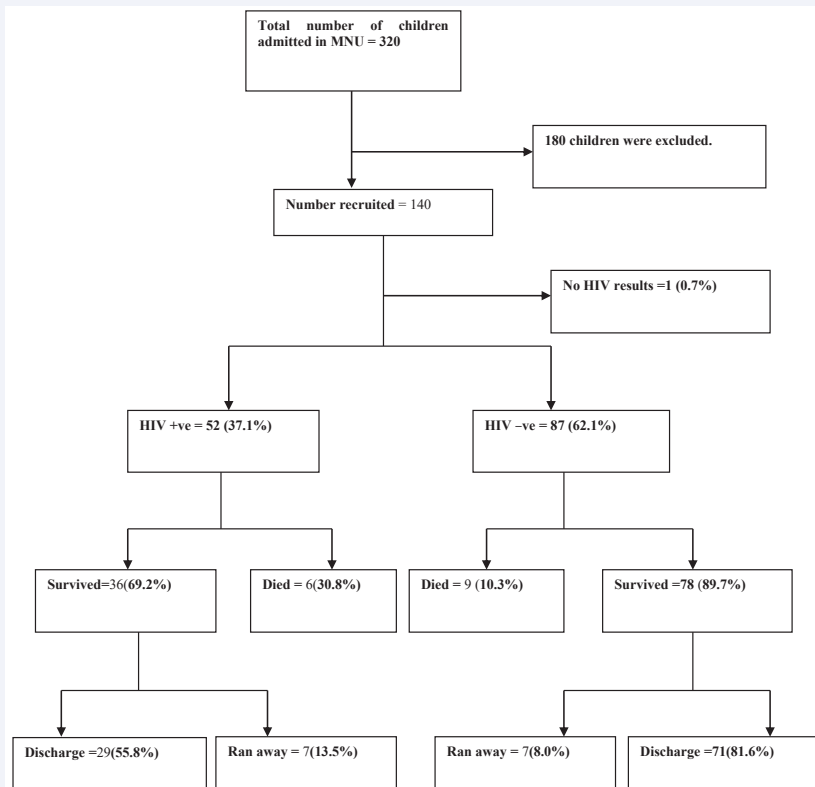 Total number of children
admitted in MNU = 320
180 children were excluded.
Number recruited = 140
No HIV results =1 (0.7%)
HIV +ve = 52 (37.1%)
HIV –ve = 87 (62.1%)
Survived=36(69.2%)
Died = 6(30.8%)
Died = 9 (10.3%)
Survived =78 (89.7%)
Discharge =29(55.8%)
Ran away = 7(13.5%)
Ran away = 7(8.0%)
Discharge =71(81.6%)